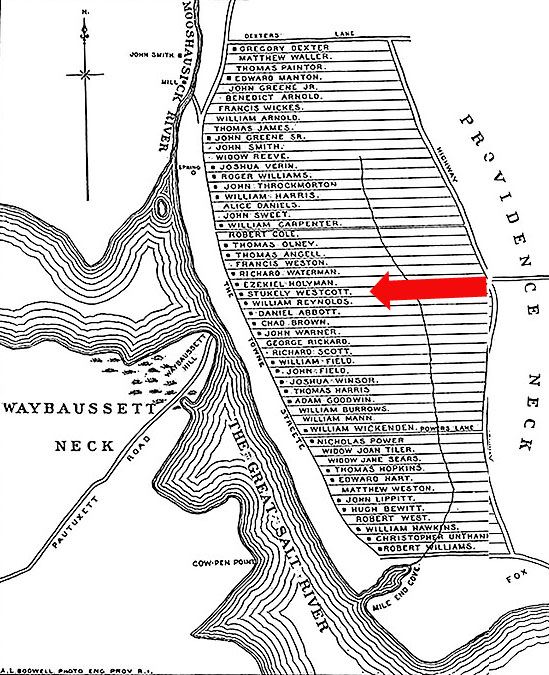 N.
MOOSHAUSICK RIVER
JOHN SMITH
MILL
SPRING
DEXTERS LANE
GREGORY DEXTER
MATTHEW WALLER.
THOMAS PAINTOR.
EDWARD MANTON.
JOHN GREENE JR.
BENEDICT ARNOLD.
FRANCIS WICKES.
WILLIAM ARNOLD.
THOMAS JAMES.
JOHN GREENE SR.
JOHN SMITH.
WIDOW REEVE.
JOSHUA VERIN.
ROGER WILLIAMS.
JOHN THROCKMORTON
WILLIAM HARRIS.
ALICE DANIELS.
JOHN SWEET.
WILLIAM CARPENTER.
ROBERT COLE.
THOMAS OLNEY.
THOMAS ANGELL.
FRANCIS WESTON.
RICHARD WATERMAN.
EZEKIEL HOLYMAN.
STUKELY WESTCOTT.
WILLIAM REYNOLDS.
DANIEL ABBOTT.
CHAD BROWN.
JOHN WARNER.
GEORGE RICKARD.
RICHARD SCOTT.
WILLIAM FIELD.
JOHN FIELD.
JOSHUA WINSOR.
THOMAS HARRIS
ADAM GOODWIN.
WILLIAM BURROWS.
WILLIAM MANN.
WILLIAM WICKENDEN. POWERS LANE
NICHOLAS POWER
WIDOW JOAN TILER.
WIDOW JANE SEARS.
THOMAS HOPKINS.
EDWARD HART.
MATTHEW WESTON.
JOHN LIPPITT.
HUGH BEWITT.
ROBERT WEST.
WILLIAM HAWKINS.
CHRISTOPHER UNTHANK
ROBERT WILLIAMS.
HIGHWAY
PROVIDENCE NECK
THE TOWNE STREETE
WAYBAUSSETT HILL
WAYBAUSSETT
NECK
PAUTUXETT ROAD
THE GREAT SALT RIVER
COW-PEN POINT
MILE END COVE
FOX
A.L. BODWELL PHOTO ENG PROV R.I.